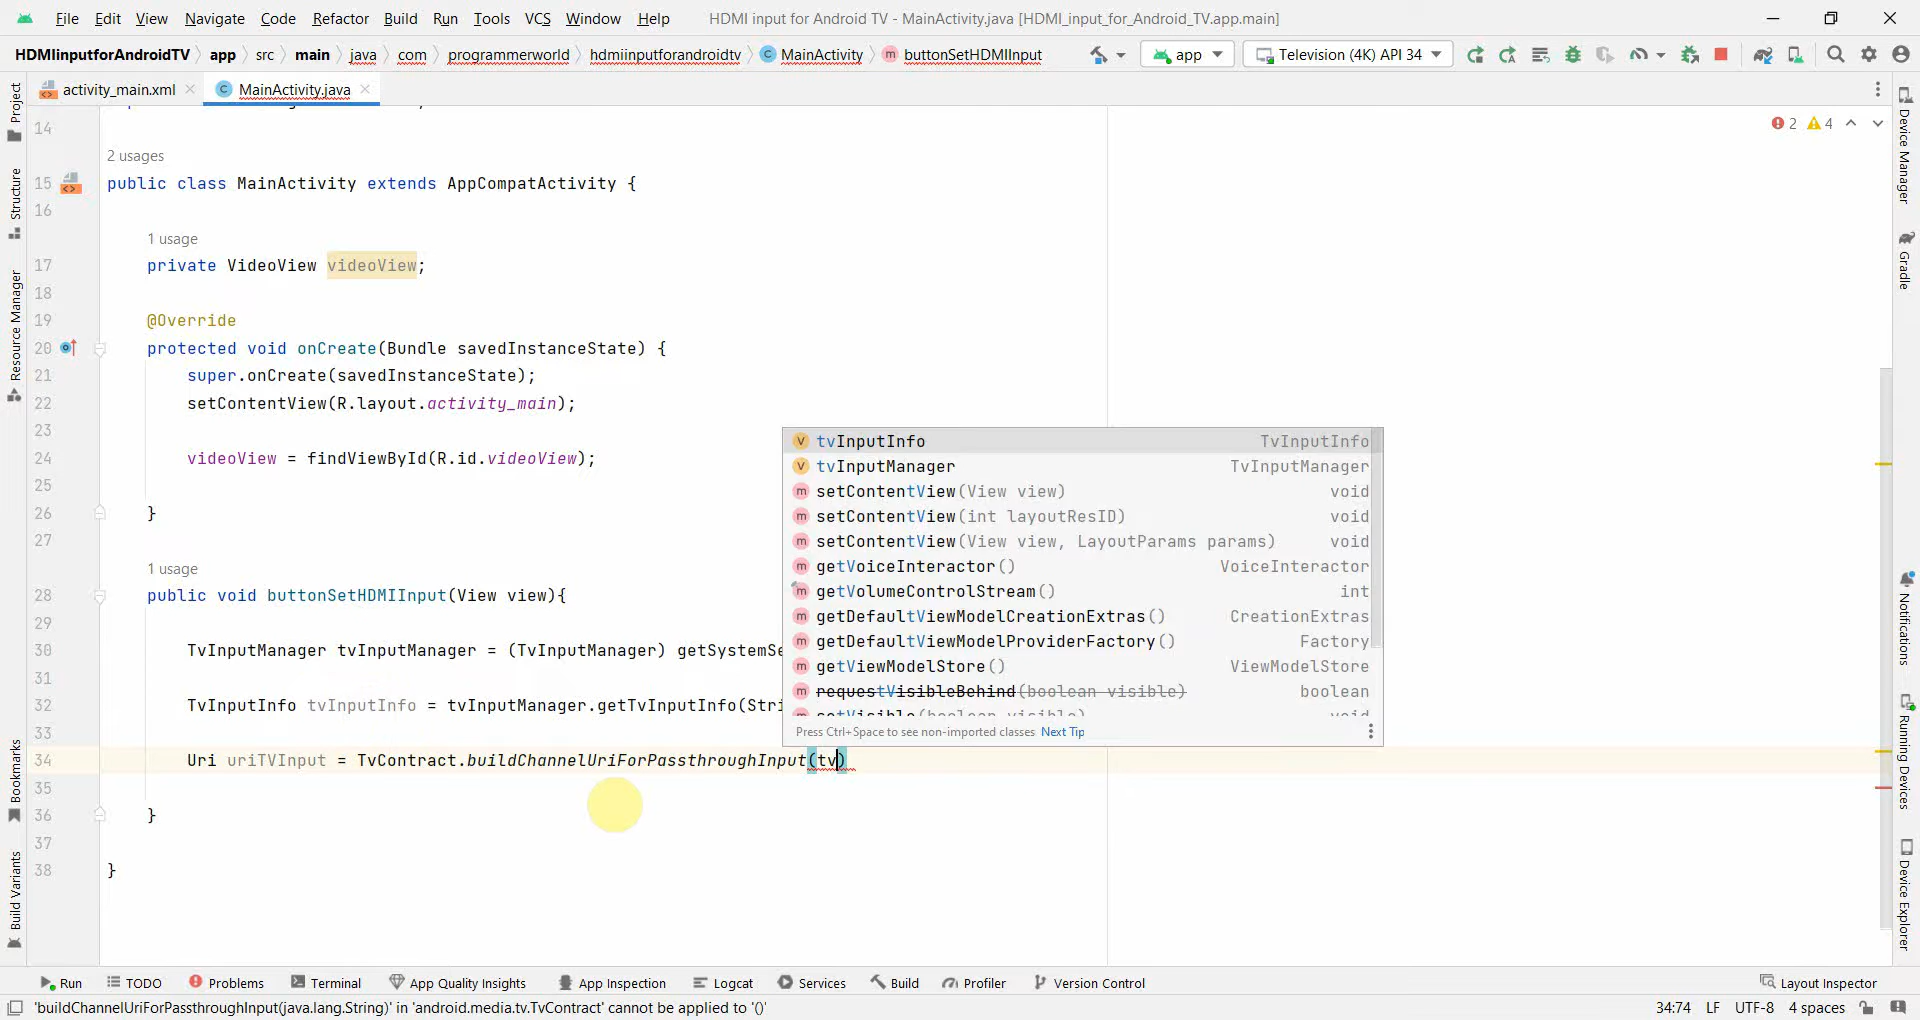 File Edit View Navigate Code Refactor Build Run Tools VCS Window Help HDMI input for Android TV - MainActivity.java [HDMI_input_for_Android_TV.app.main]
HDMIinputforAndroidTV app src main java com programmerworld hdmiinputforandroidtv MainActivity buttonSetHDMIInput app Television (4K) API 34
activity_main.xml MainActivity.java
2 4
14
2 usages
15 public class MainActivity extends AppCompatActivity {
16
1 usage
17 private VideoView videoView;
18
19 @Override
20 protected void onCreate(Bundle savedInstanceState) {
21 super.onCreate(savedInstanceState);
22 setContentView(R.layout.activity_main);
23
24 videoView = findViewById(R.id.videoView);
25
26 }
27
1 usage
28 public void buttonSetHDMIInput(View view){
29
30 TvInputManager tvInputManager = (TvInputManager) getSystemSe
31
32 TvInputInfo tvInputInfo = tvInputManager.getTvInputInfo(Stri
33
34 Uri uriTVInput = TvContract.buildChannelUriForPassthroughInput(tv)
35
36 }
37
38 }
tvInputInfo TvInputInfo
tvInputManager TvInputManager
setContentView(View view) void
setContentView(int layoutResID) void
setContentView(View view, LayoutParams params) void
getVoiceInteractor() VoiceInteractor
getVolumeControlStream() int
getDefaultViewModelCreationExtras() CreationExtras
getDefaultViewModelProviderFactory() Factory
getViewModelStore() ViewModelStore
requestVisibleBehind(boolean visible) boolean
setVisible(boolean visible) void
Press Ctrl+Space to see non-imported classes Next Tip
Project
Structure
Resource Manager
Bookmarks
Build Variants
Device Manager
Gradle
Notifications
Running Devices
Device Explorer
Run TODO Problems Terminal App Quality Insights App Inspection Logcat Services Build Profiler Version Control Layout Inspector
'buildChannelUriForPassthroughInput(java.lang.String)' in 'android.media.tv.TvContract' cannot be applied to '()' 34:74 LF UTF-8 4 spaces